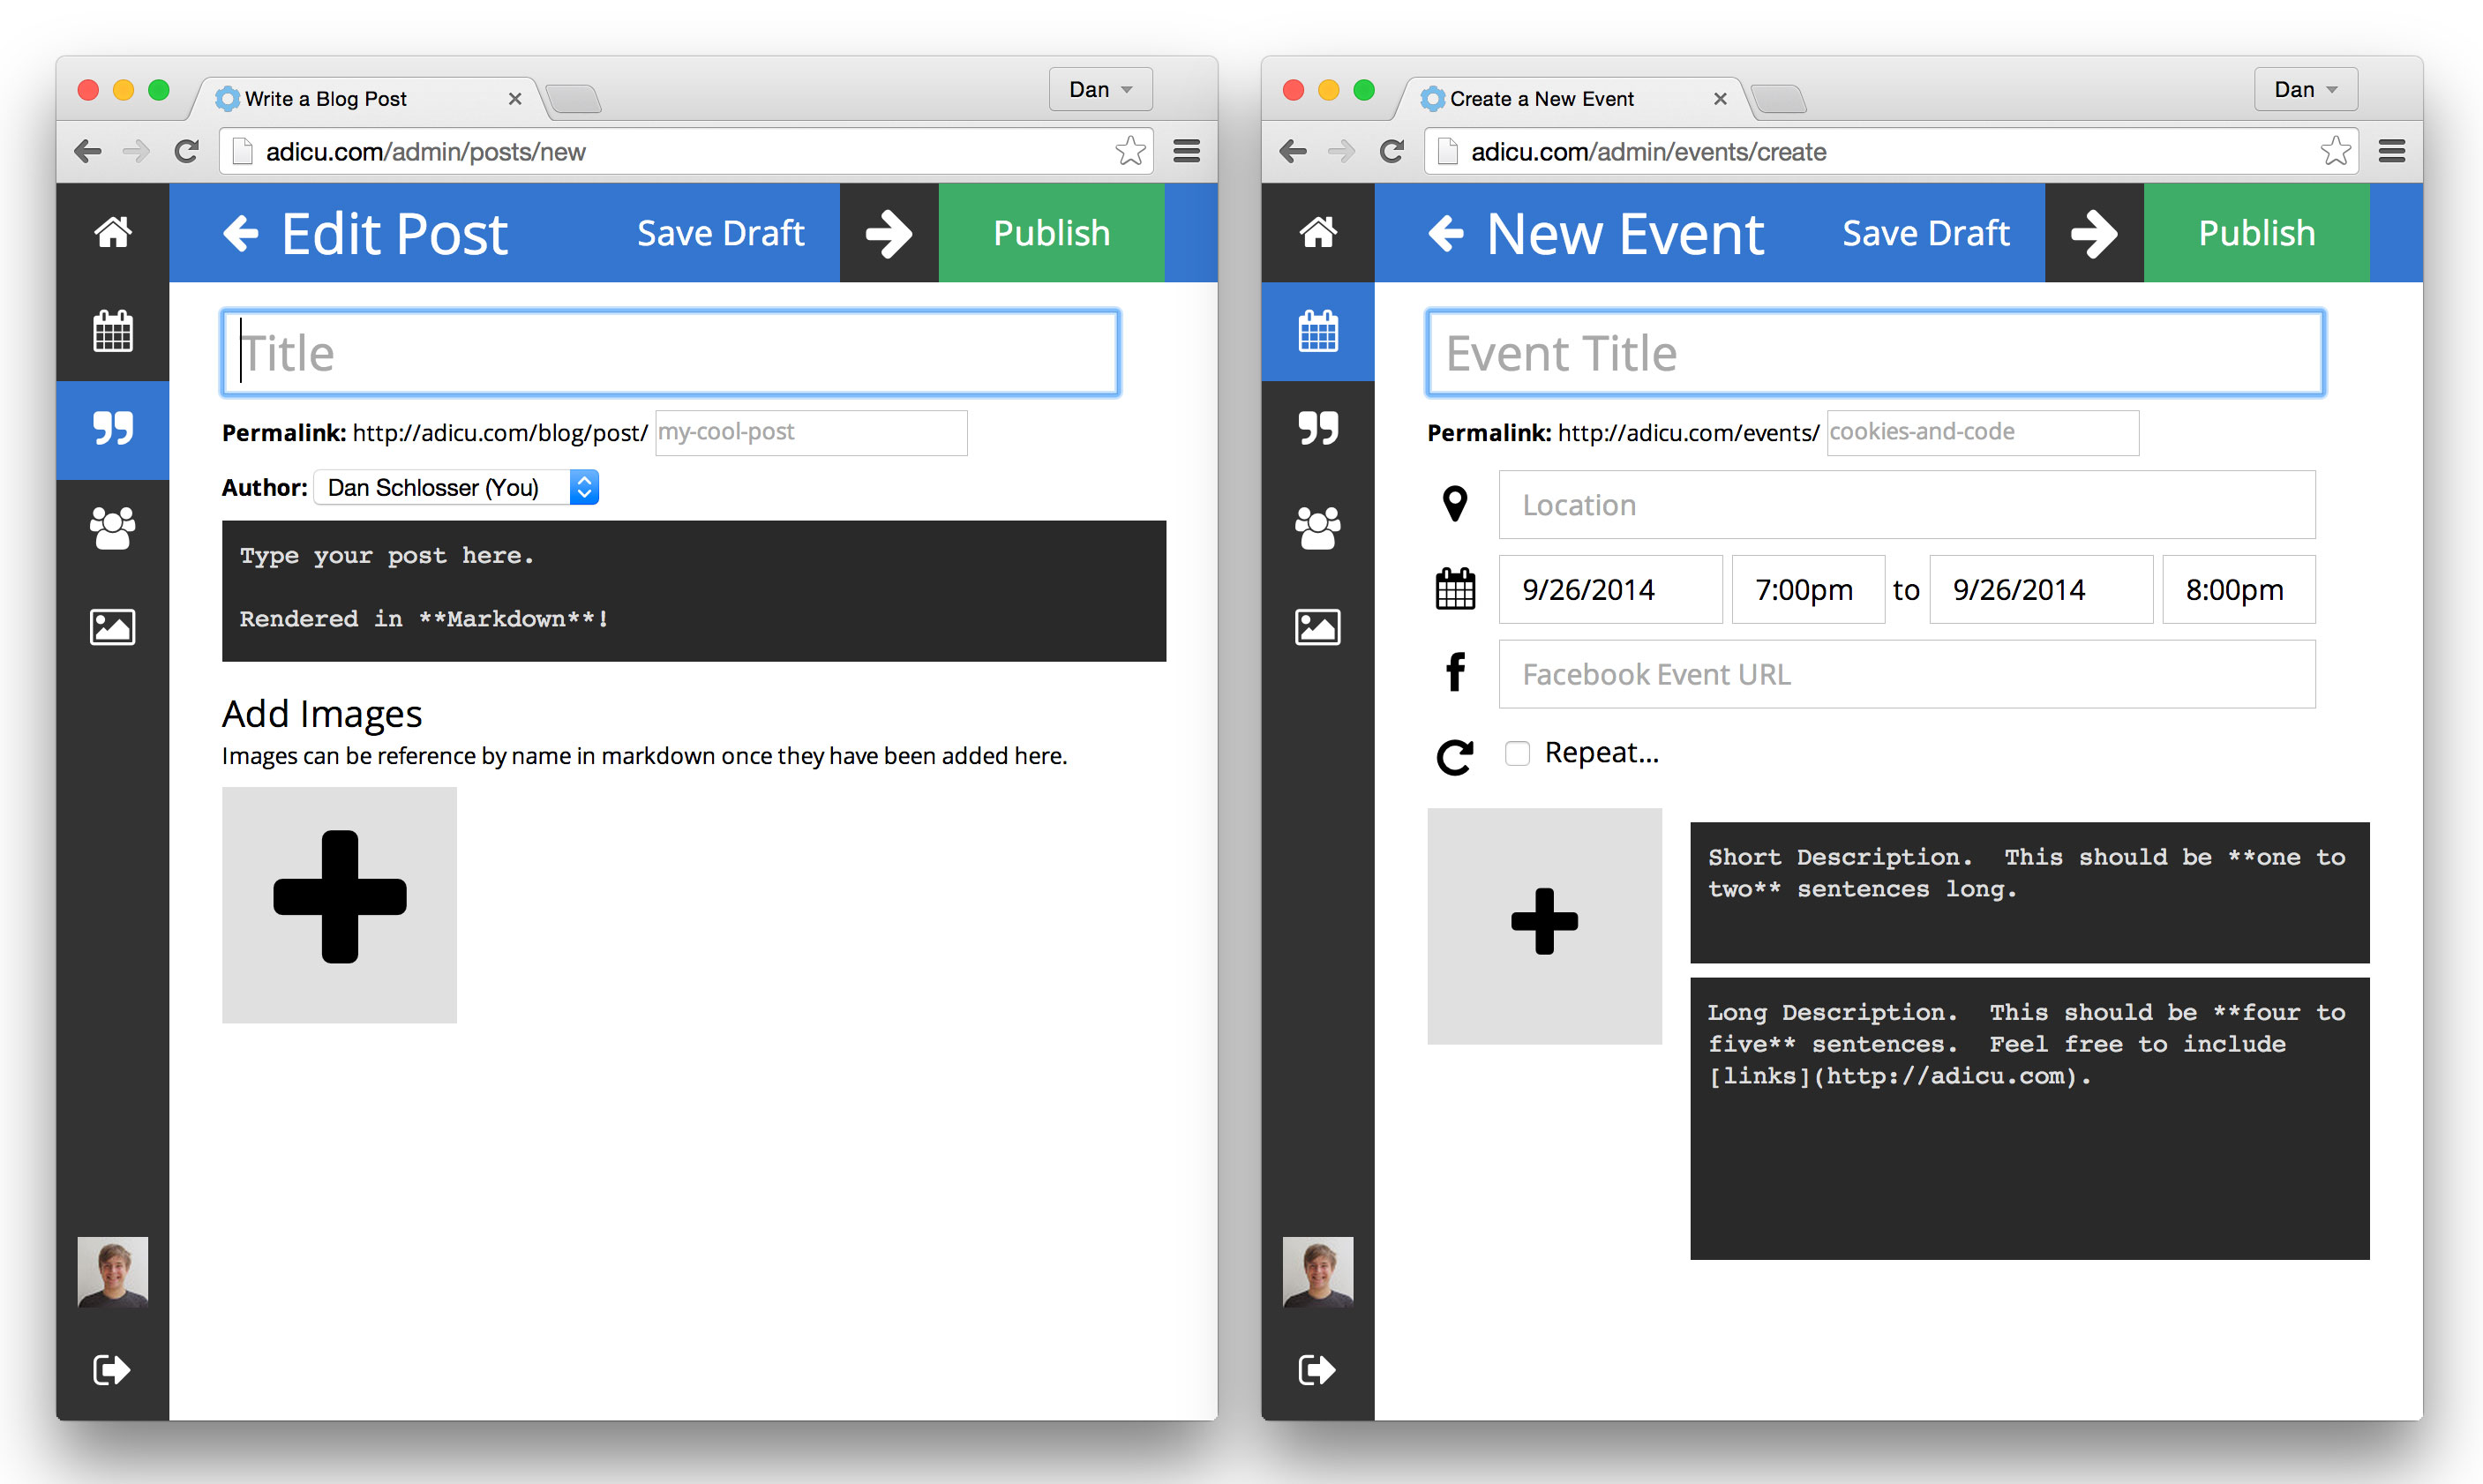 Write a Blog Post
Dan
adicu.com/admin/posts/new
Edit Post
Save Draft
Publish
Title
Permalink: http://adicu.com/blog/post/ my-cool-post
Author: Dan Schlosser (You)
Type your post here.
Rendered in **Markdown**!
Add Images
Images can be reference by name in markdown once they have been added here.
Create a New Event
Dan
adicu.com/admin/events/create
New Event
Save Draft
Publish
Event Title
Permalink: http://adicu.com/events/ cookies-and-code
Location
9/26/2014 7:00pm to 9/26/2014 8:00pm
Facebook Event URL
Repeat...
Short Description.  This should be **one to
two** sentences long.
Long Description.  This should be **four to
five** sentences.  Feel free to include
[links](http://adicu.com).